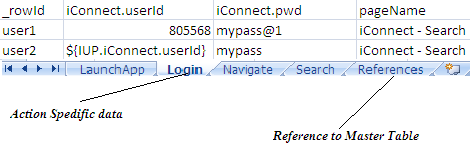 _rowId iConnect.userId iConnect.pwd pageName
user1 805568 mypass@1 iConnect - Search
user2 ${IUP.iConnect.userId} mypass iConnect - Search
LaunchApp Login Navigate Search References
Action Spedific data
Reference to Master Table